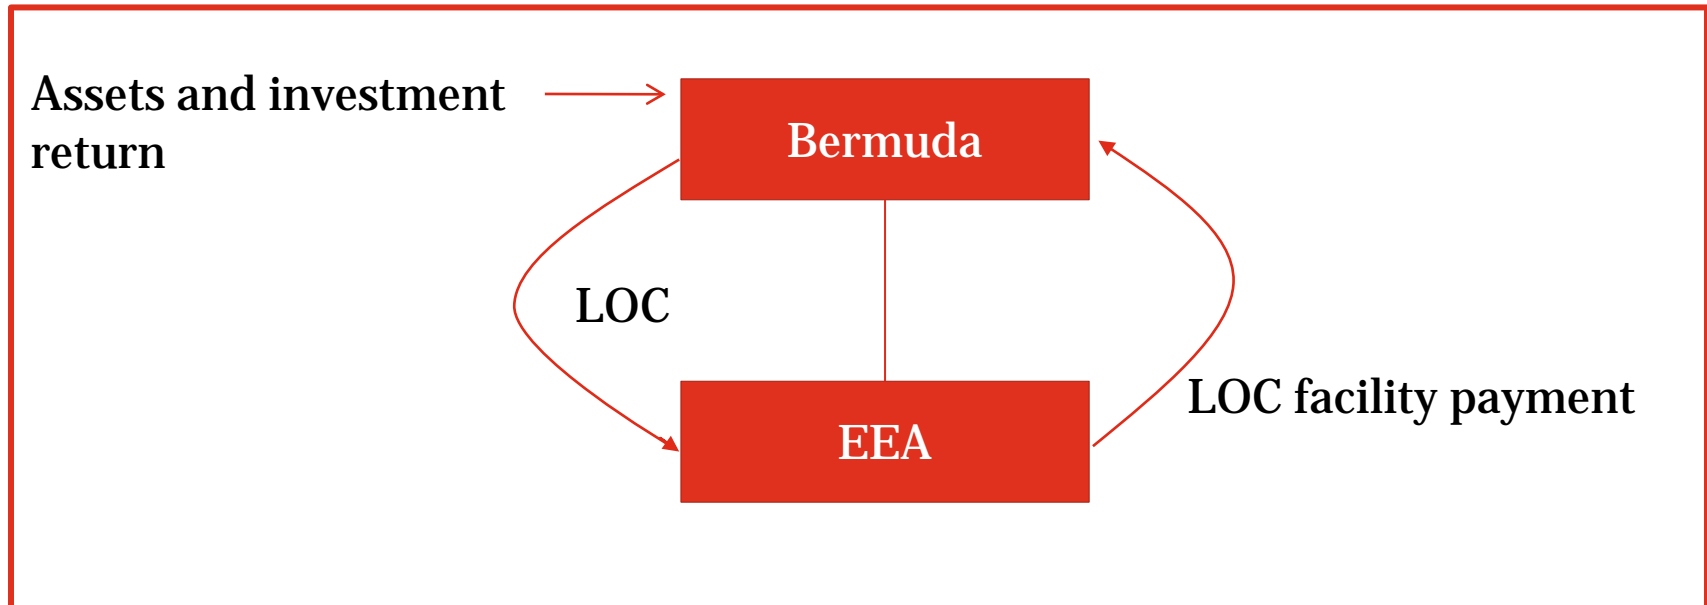 Assets and investment
return
Bermuda
LOC
LOC facility payment
EEA